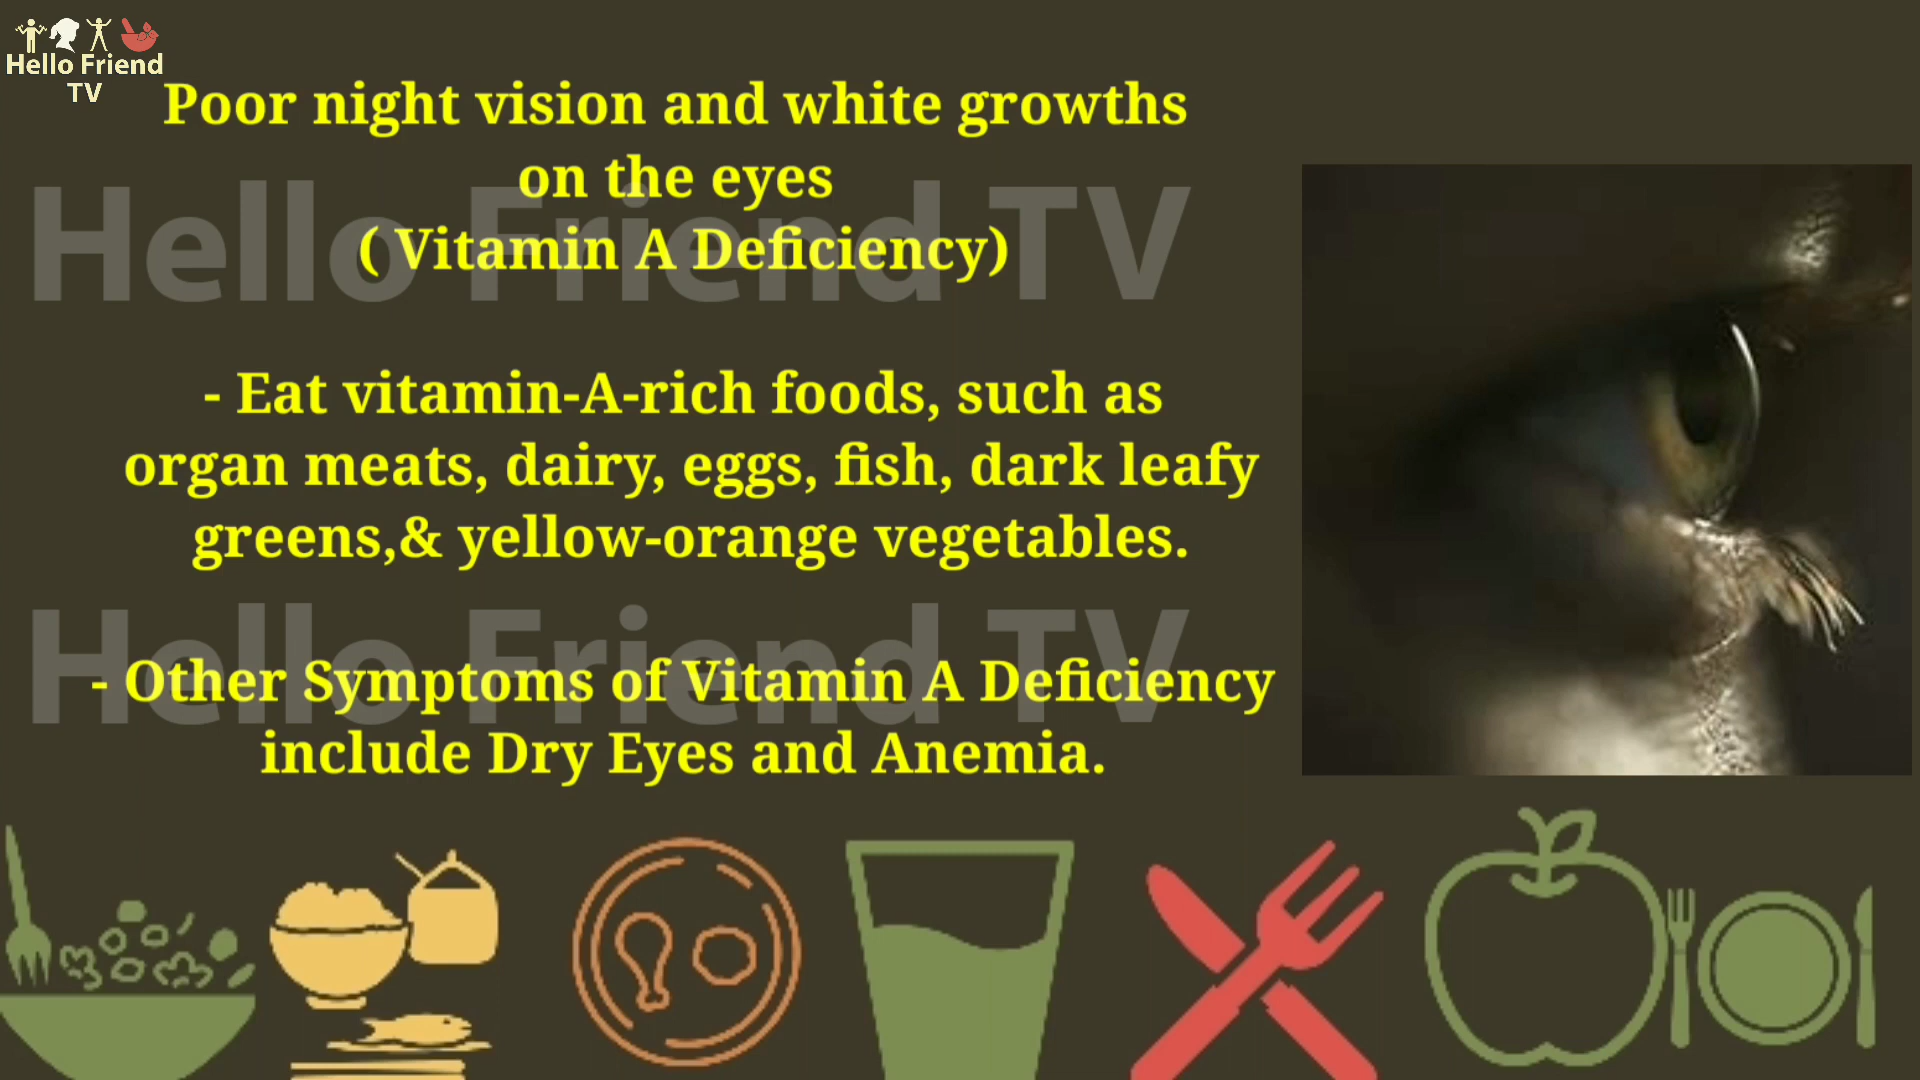 Hello Friend
TV
Poor night vision and white growths
on the eyes
( Vitamin A Deficiency)
Hello Friend TV
- Eat vitamin-A-rich foods, such as
organ meats, dairy, eggs, fish, dark leafy
greens,& yellow-orange vegetables.
Hello Friend TV
- Other Symptoms of Vitamin A Deficiency
include Dry Eyes and Anemia.